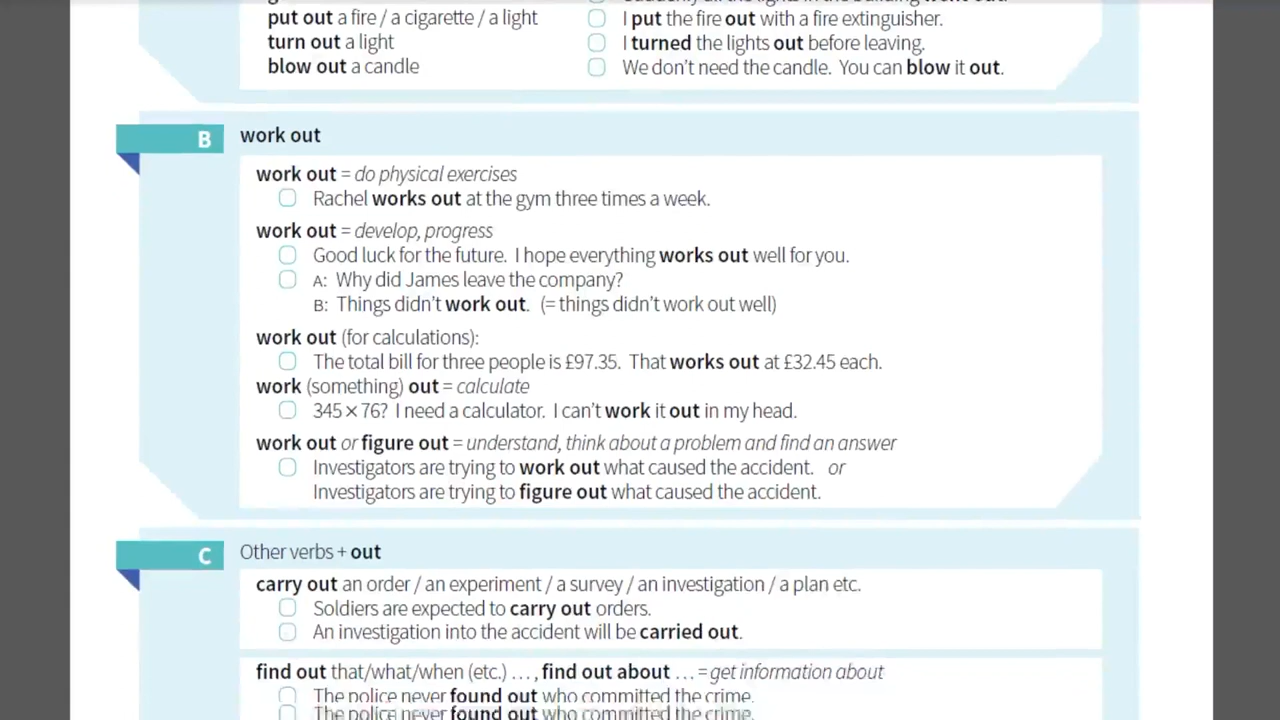 put out a fire / a cigarette / a light
I put the fire out with a fire extinguisher.
turn out a light
I turned the lights out before leaving.
blow out a candle
We don't need the candle. You can blow it out.
B
work out
work out = do physical exercises
Rachel works out at the gym three times a week.
work out = develop, progress
Good luck for the future. I hope everything works out well for you.
A: Why did James leave the company?
B: Things didn't work out. (= things didn't work out well)
work out (for calculations):
The total bill for three people is £97.35. That works out at £32.45 each.
work (something) out = calculate
345 × 76? I need a calculator. I can't work it out in my head.
work out or figure out = understand, think about a problem and find an answer
Investigators are trying to work out what caused the accident. or
Investigators are trying to figure out what caused the accident.
C
Other verbs + out
carry out an order / an experiment / a survey / an investigation / a plan etc.
Soldiers are expected to carry out orders.
An investigation into the accident will be carried out.
find out that/what/when (etc.) ... , find out about ... = get information about
The police never found out who committed the crime.
The police never found out who committed the crime.